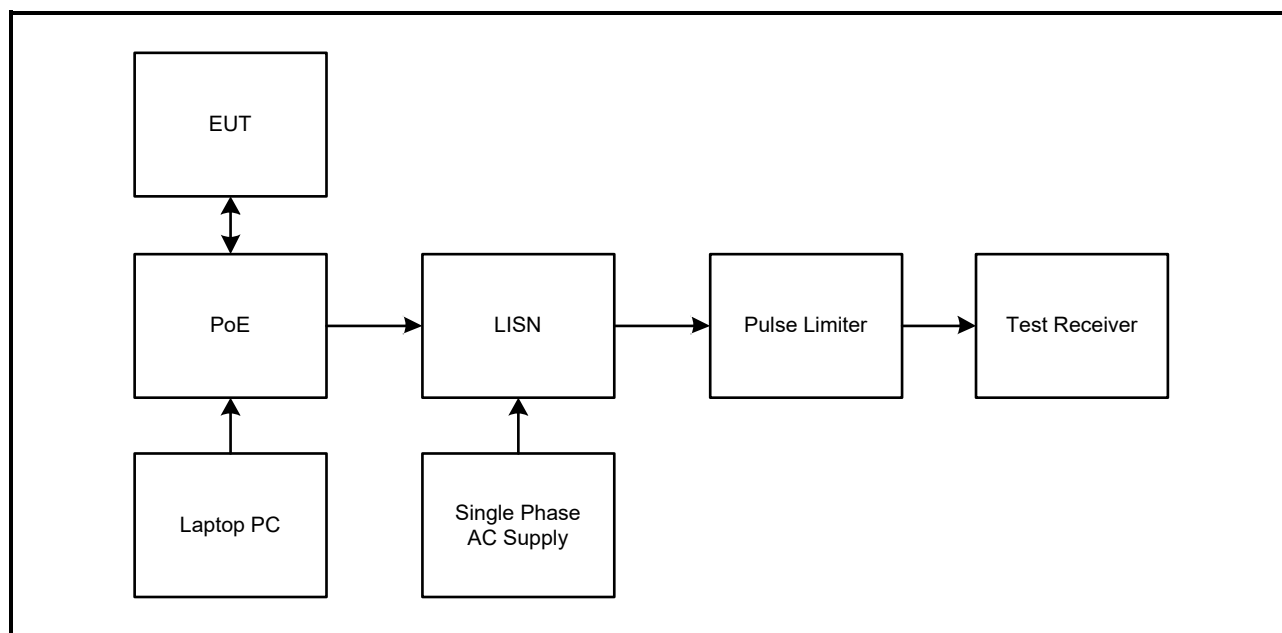 EUT
PoE
LISN
Pulse Limiter
Test Receiver
Laptop PC
Single Phase
AC Supply